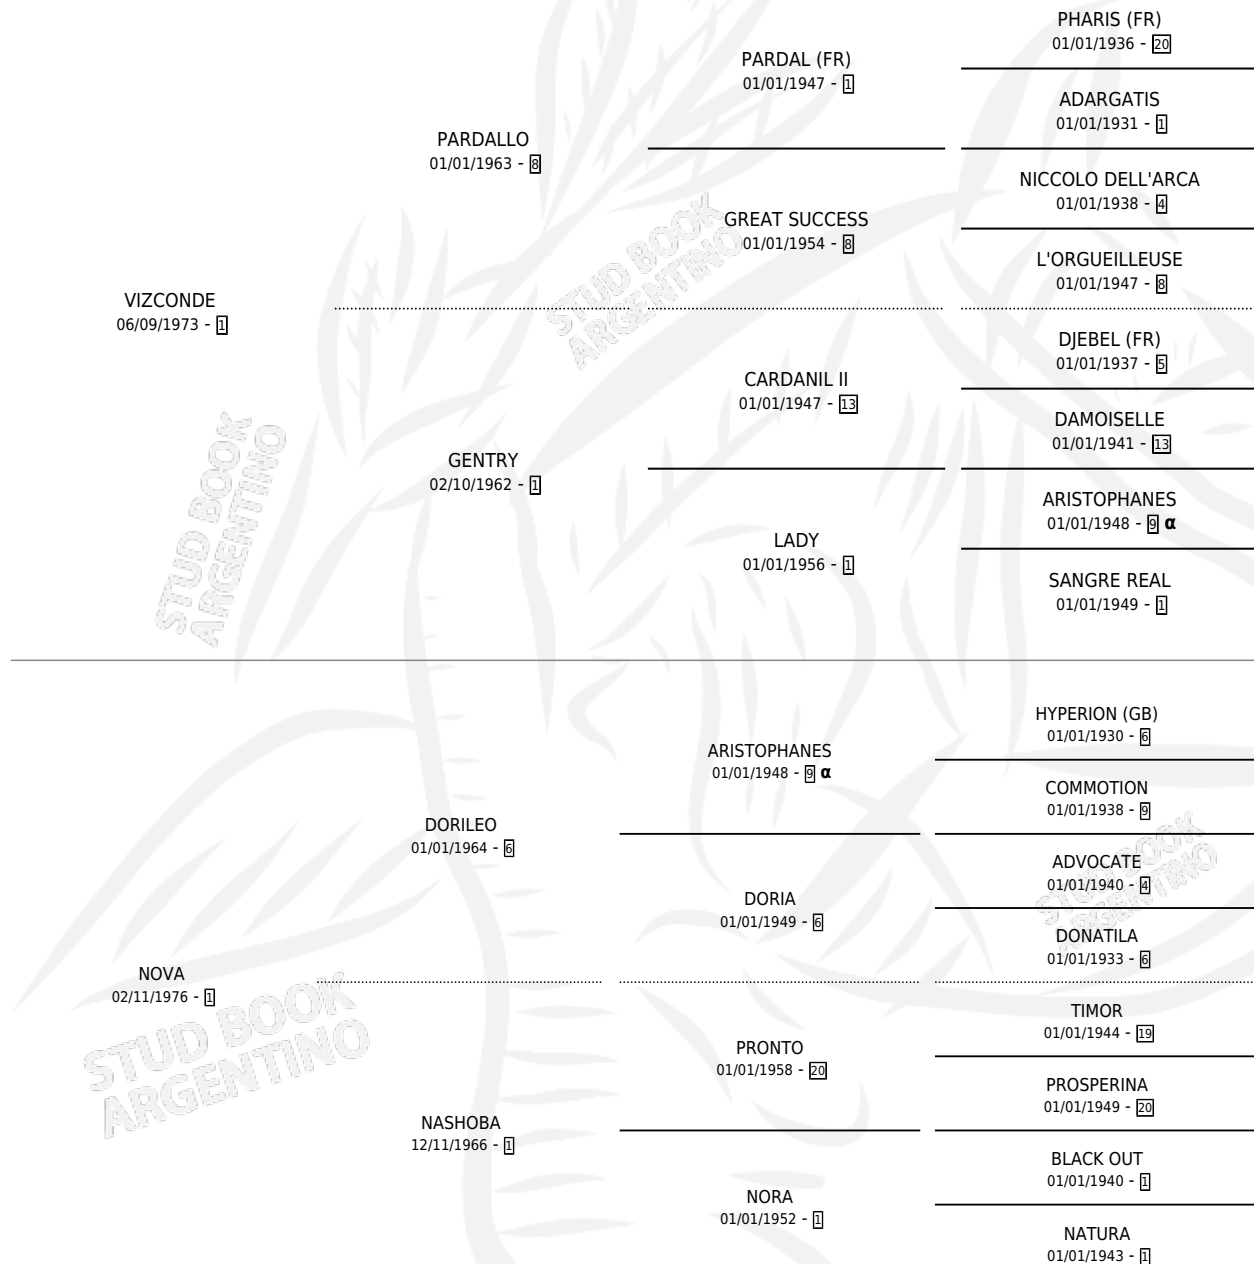 PHARIS (FR)
01/01/1936 - 20
PARDAL (FR)
01/01/1947 - 1
ADARGATIS
01/01/1931 - 1
PARDALLO
01/01/1963 - 8
NICCOLO DELL'ARCA
01/01/1938 - 4
GREAT SUCCESS
01/01/1954 - 8
L'ORGUEILLEUSE
01/01/1947 - 8
VIZCONDE
06/09/1973 - 1
DJEBEL (FR)
01/01/1937 - 5
CARDANIL II
01/01/1947 - 13
DAMOISELLE
01/01/1941 - 13
GENTRY
02/10/1962 - 1
ARISTOPHANES
01/01/1948 - 9 α
LADY
01/01/1956 - 1
SANGRE REAL
01/01/1949 - 1
STUD BOOK
ARGENTINO
STUD BOOK
ARGENTINO
HYPERION (GB)
01/01/1930 - 6
ARISTOPHANES
01/01/1948 - 9 α
COMMOTION
01/01/1938 - 9
DORILEO
01/01/1964 - 6
ADVOCATE
01/01/1940 - 4
DORIA
01/01/1949 - 6
DONATILA
01/01/1933 - 6
NOVA
02/11/1976 - 1
TIMOR
01/01/1944 - 19
PRONTO
01/01/1958 - 20
PROSPERINA
01/01/1949 - 20
NASHOBA
12/11/1966 - 1
BLACK OUT
01/01/1940 - 1
NORA
01/01/1952 - 1
NATURA
01/01/1943 - 1
STUD BOOK
ARGENTINO
STUD BOOK
ARGENTINO